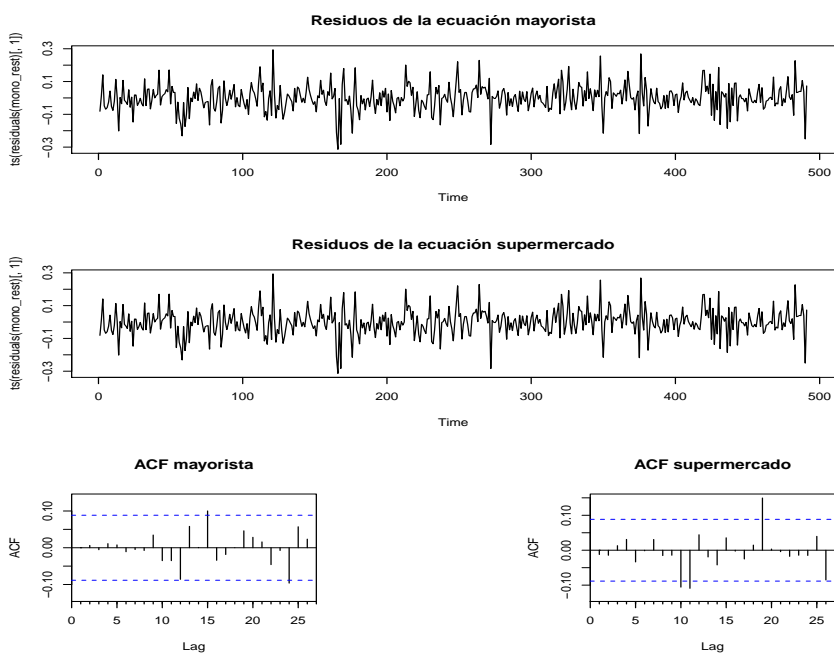 Residuos de la ecuación mayorista
ts(residuals(mono_rest)[, 1])
0.3
0.1
−0.1
−0.3
0 100 200 300 400 500
Time
Residuos de la ecuación supermercado
ts(residuals(mono_rest)[, 1])
0.3
0.1
−0.1
−0.3
0 100 200 300 400 500
Time
ACF mayorista
ACF
0.10
0.00
−0.10
0 5 10 15 20 25
Lag
ACF supermercado
ACF
0.10
0.00
−0.10
0 5 10 15 20 25
Lag